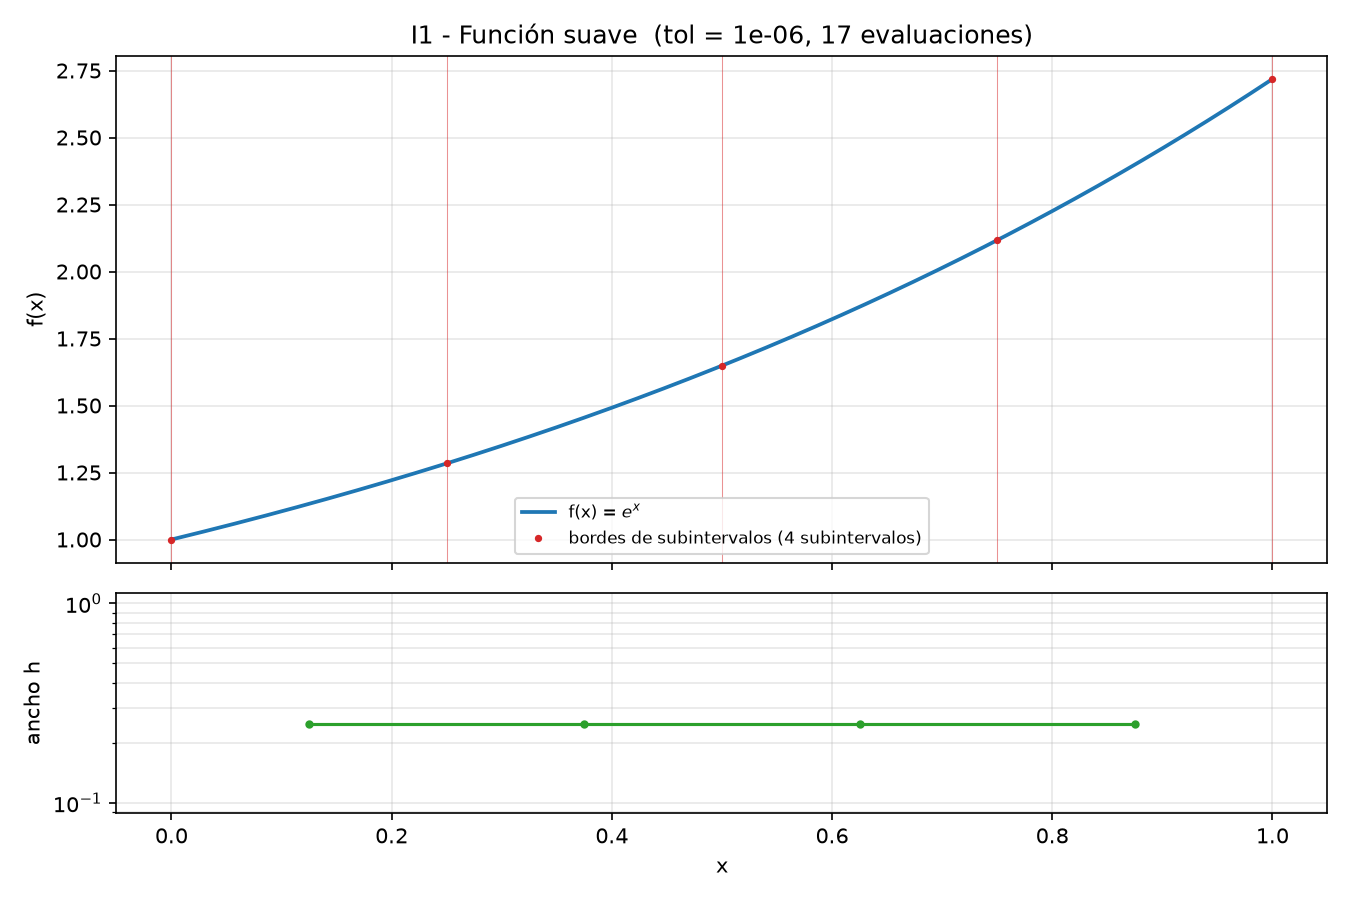 I1 - Función suave  (tol = 1e-06, 17 evaluaciones)
2.75
2.50
2.25
2.00
1.75
1.50
1.25
1.00
f(x)
f(x) = e^x
bordes de subintervalos (4 subintervalos)
10^0
10^−1
ancho h
0.0 0.2 0.4 0.6 0.8 1.0
x